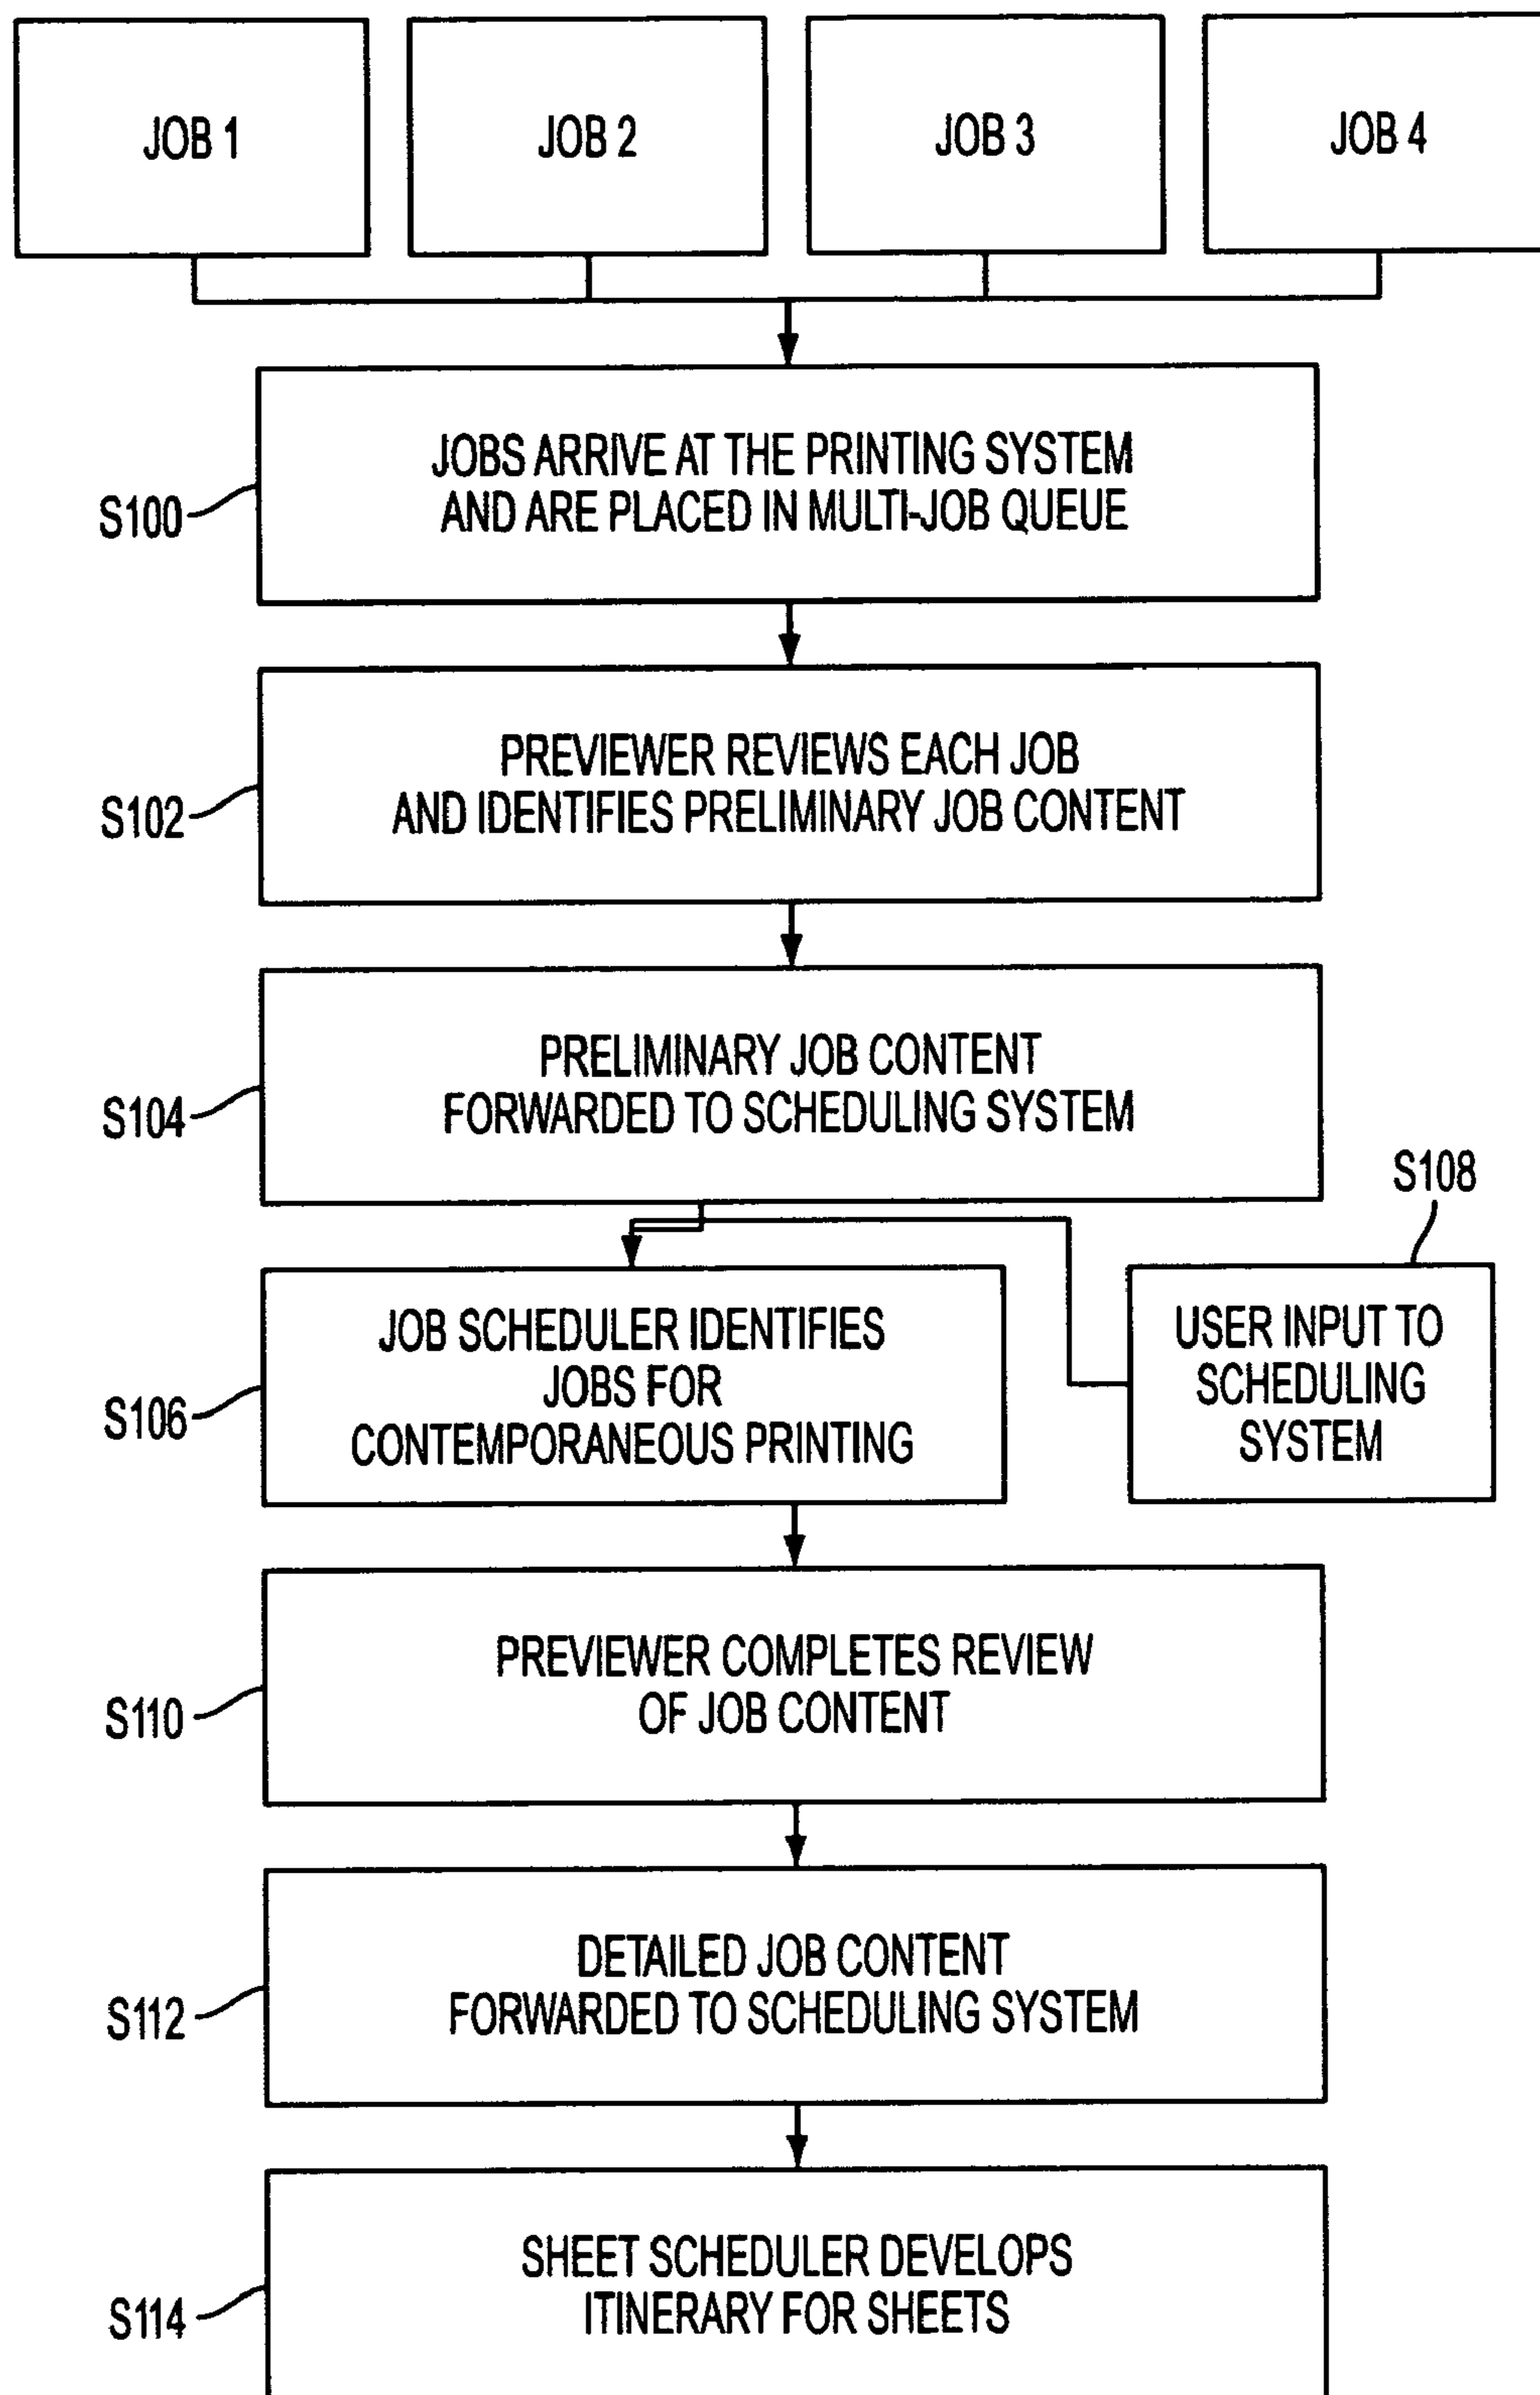 JOB 1
JOB 2
JOB 3
JOB 4
JOBS ARRIVE AT THE PRINTING SYSTEM
AND ARE PLACED IN MULTI-JOB QUEUE
S100
PREVIEWER REVIEWS EACH JOB
AND IDENTIFIES PRELIMINARY JOB CONTENT
S102
PRELIMINARY JOB CONTENT
FORWARDED TO SCHEDULING SYSTEM
S104
S108
JOB SCHEDULER IDENTIFIES
JOBS FOR
CONTEMPORANEOUS PRINTING
S106
USER INPUT TO
SCHEDULING
SYSTEM
PREVIEWER COMPLETES REVIEW
OF JOB CONTENT
S110
DETAILED JOB CONTENT
FORWARDED TO SCHEDULING SYSTEM
S112
SHEET SCHEDULER DEVELOPS
ITINERARY FOR SHEETS
S114